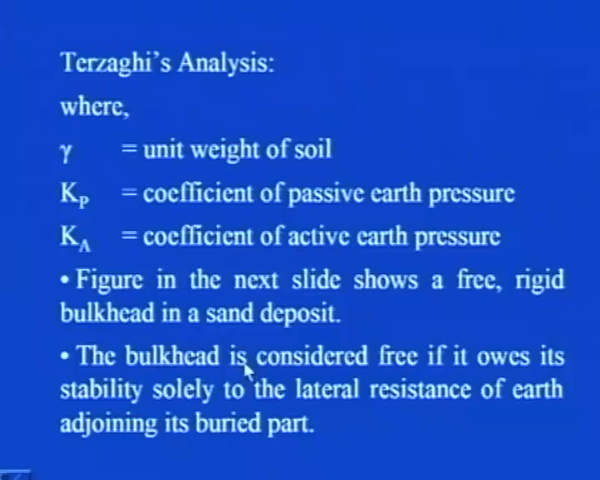 Terzaghi's Analysis:
where,
γ = unit weight of soil
K_P = coefficient of passive earth pressure
K_A = coefficient of active earth pressure
• Figure in the next slide shows a free, rigid
bulkhead in a sand deposit.
• The bulkhead is considered free if it owes its
stability solely to the lateral resistance of earth
adjoining its buried part.